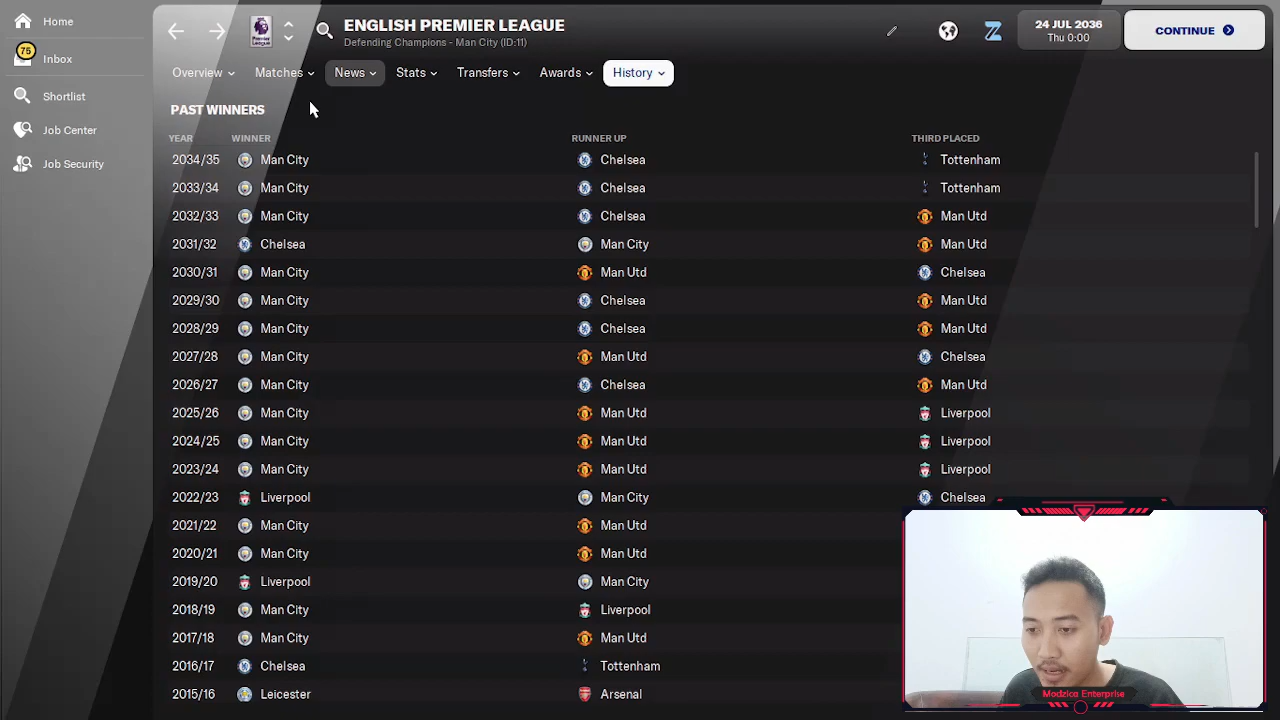 Home
75
Inbox
Shortlist
Job Center
Job Security
Premier League
ENGLISH PREMIER LEAGUE
Defending Champions - Man City (ID:11)
24 JUL 2036
Thu 0:00
CONTINUE
Overview Matches News Stats Transfers Awards History
PAST WINNERS
YEAR WINNER RUNNER UP THIRD PLACED
2034/35 Man City Chelsea Tottenham
2033/34 Man City Chelsea Tottenham
2032/33 Man City Chelsea Man Utd
2031/32 Chelsea Man City Man Utd
2030/31 Man City Man Utd Chelsea
2029/30 Man City Chelsea Man Utd
2028/29 Man City Chelsea Man Utd
2027/28 Man City Man Utd Chelsea
2026/27 Man City Chelsea Man Utd
2025/26 Man City Man Utd Liverpool
2024/25 Man City Man Utd Liverpool
2023/24 Man City Man Utd Liverpool
2022/23 Liverpool Man City Chelsea
2021/22 Man City Man Utd
2020/21 Man City Man Utd
2019/20 Liverpool Man City
2018/19 Man City Liverpool
2017/18 Man City Man Utd
2016/17 Chelsea Tottenham
2015/16 Leicester Arsenal
Modzica Enterprise